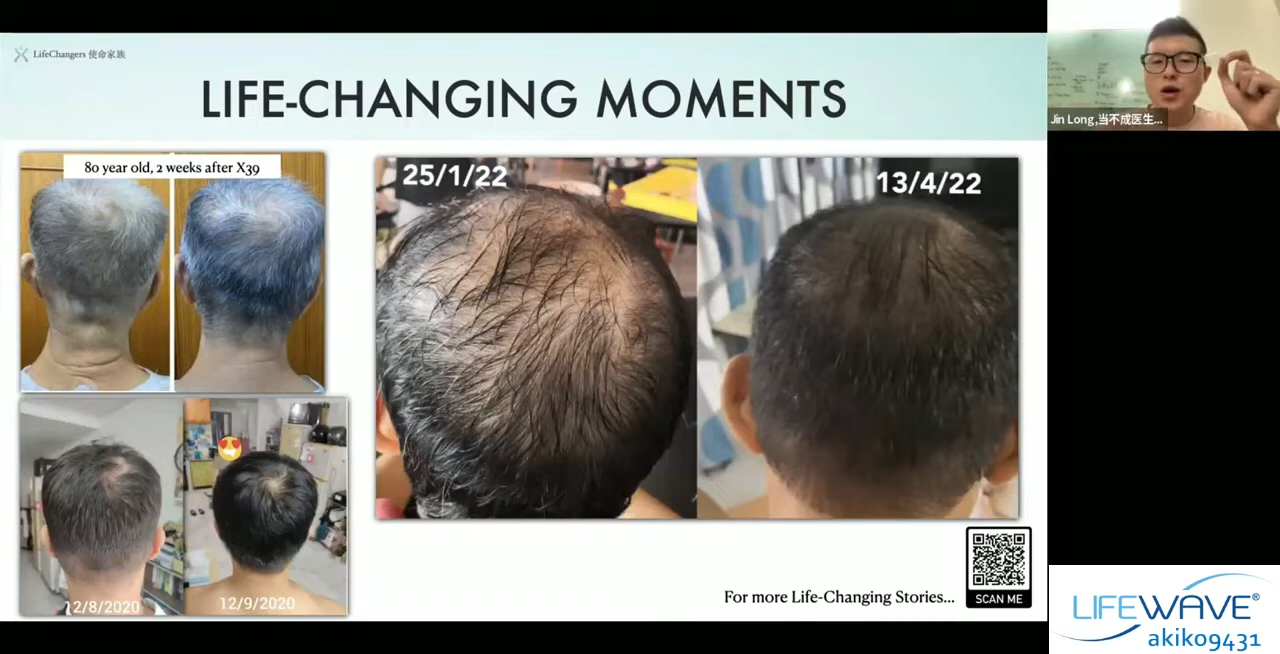 LifeChangers 使命家族
LIFE-CHANGING MOMENTS
80 year old, 2 weeks after X39
25/1/22
13/4/22
12/8/2020
12/9/2020
For more Life-Changing Stories...
SCAN ME
Jin Long,当不成医生...
LIFEWAVE®
akiko9431